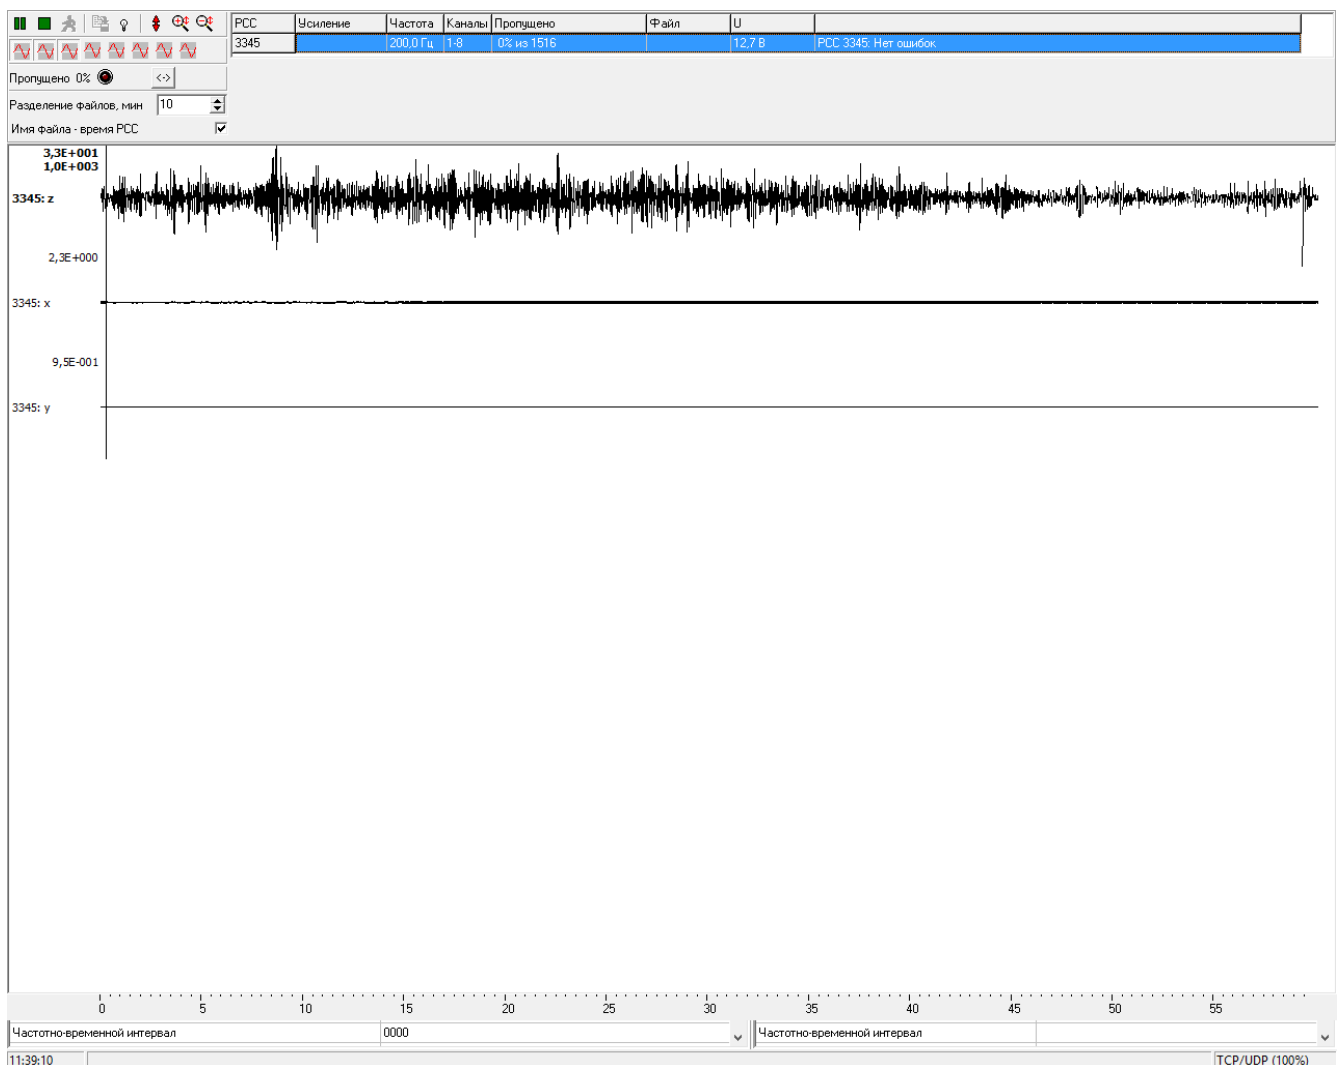 РСС Усиление Частота Каналы Пропущено Файл U
3345 200,0 Гц 1-8 0% из 1516 12,7 В РСС 3345: Нет ошибок
Пропущено 0% <·>
Разделение файлов, мин 10
Имя файла - время РСС
3,3E+001
1,0E+003
3345: z
2,3E+000
3345: x
9,5E-001
3345: y
0 5 10 15 20 25 30 35 40 45 50 55
Частотно-временной интервал 0000 Частотно-временной интервал
11:39:10 TCP/UDP (100%)